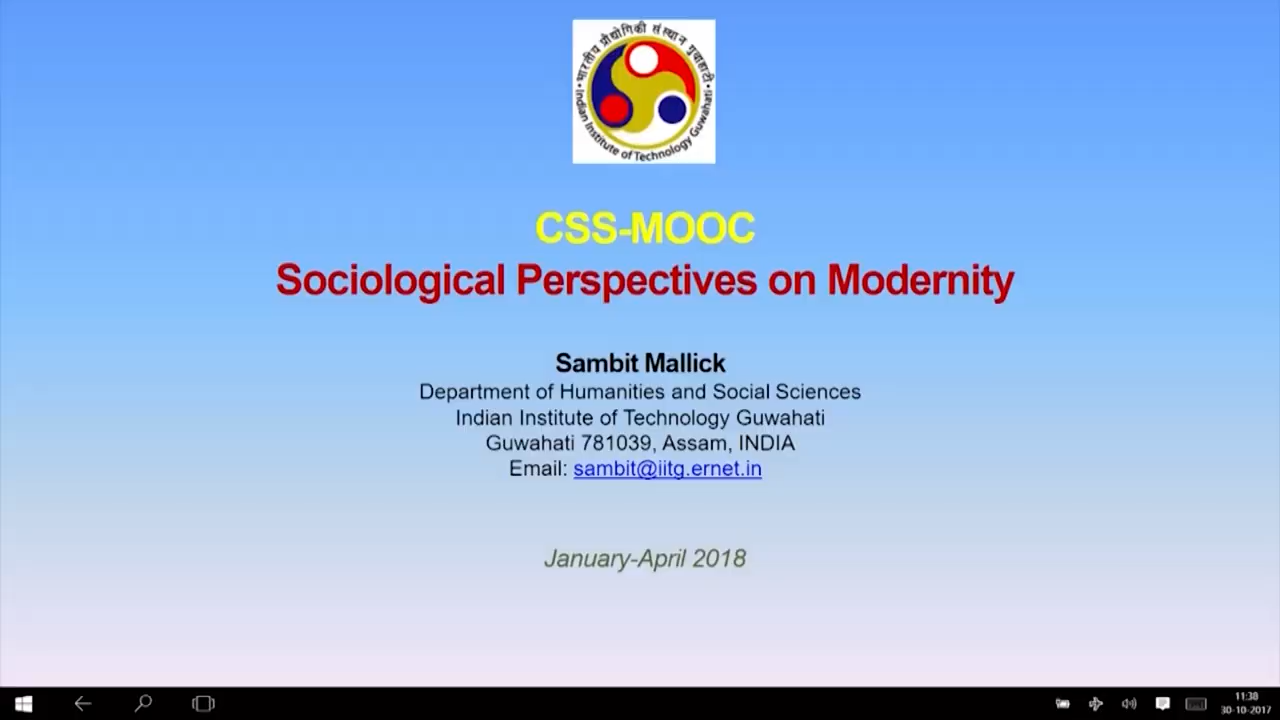 भारतीय प्रौद्योगिकी संस्थान गुवाहाटी
Indian Institute of Technology Guwahati
CSS-MOOC
Sociological Perspectives on Modernity
Sambit Mallick
Department of Humanities and Social Sciences
Indian Institute of Technology Guwahati
Guwahati 781039, Assam, INDIA
Email: sambit@iitg.ernet.in
January-April 2018
11:38
30-10-2017